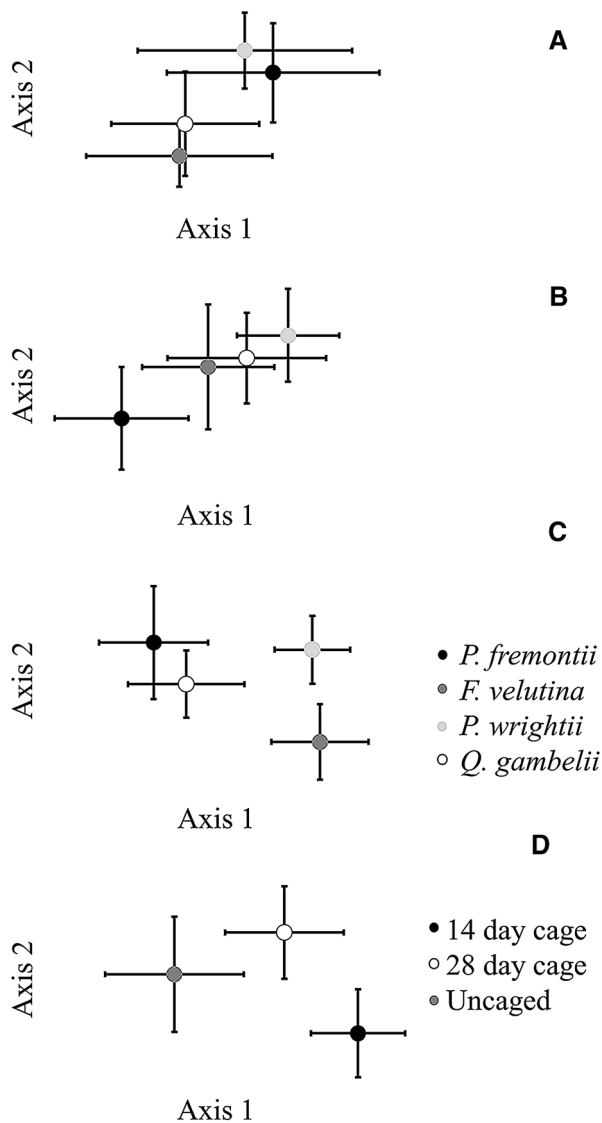 A
Axis 2
Axis 1
B
Axis 2
Axis 1
C
Axis 2
P. fremontii
F. velutina
P. wrightii
Q. gambelii
Axis 1
D
Axis 2
14 day cage
28 day cage
Uncaged
Axis 1